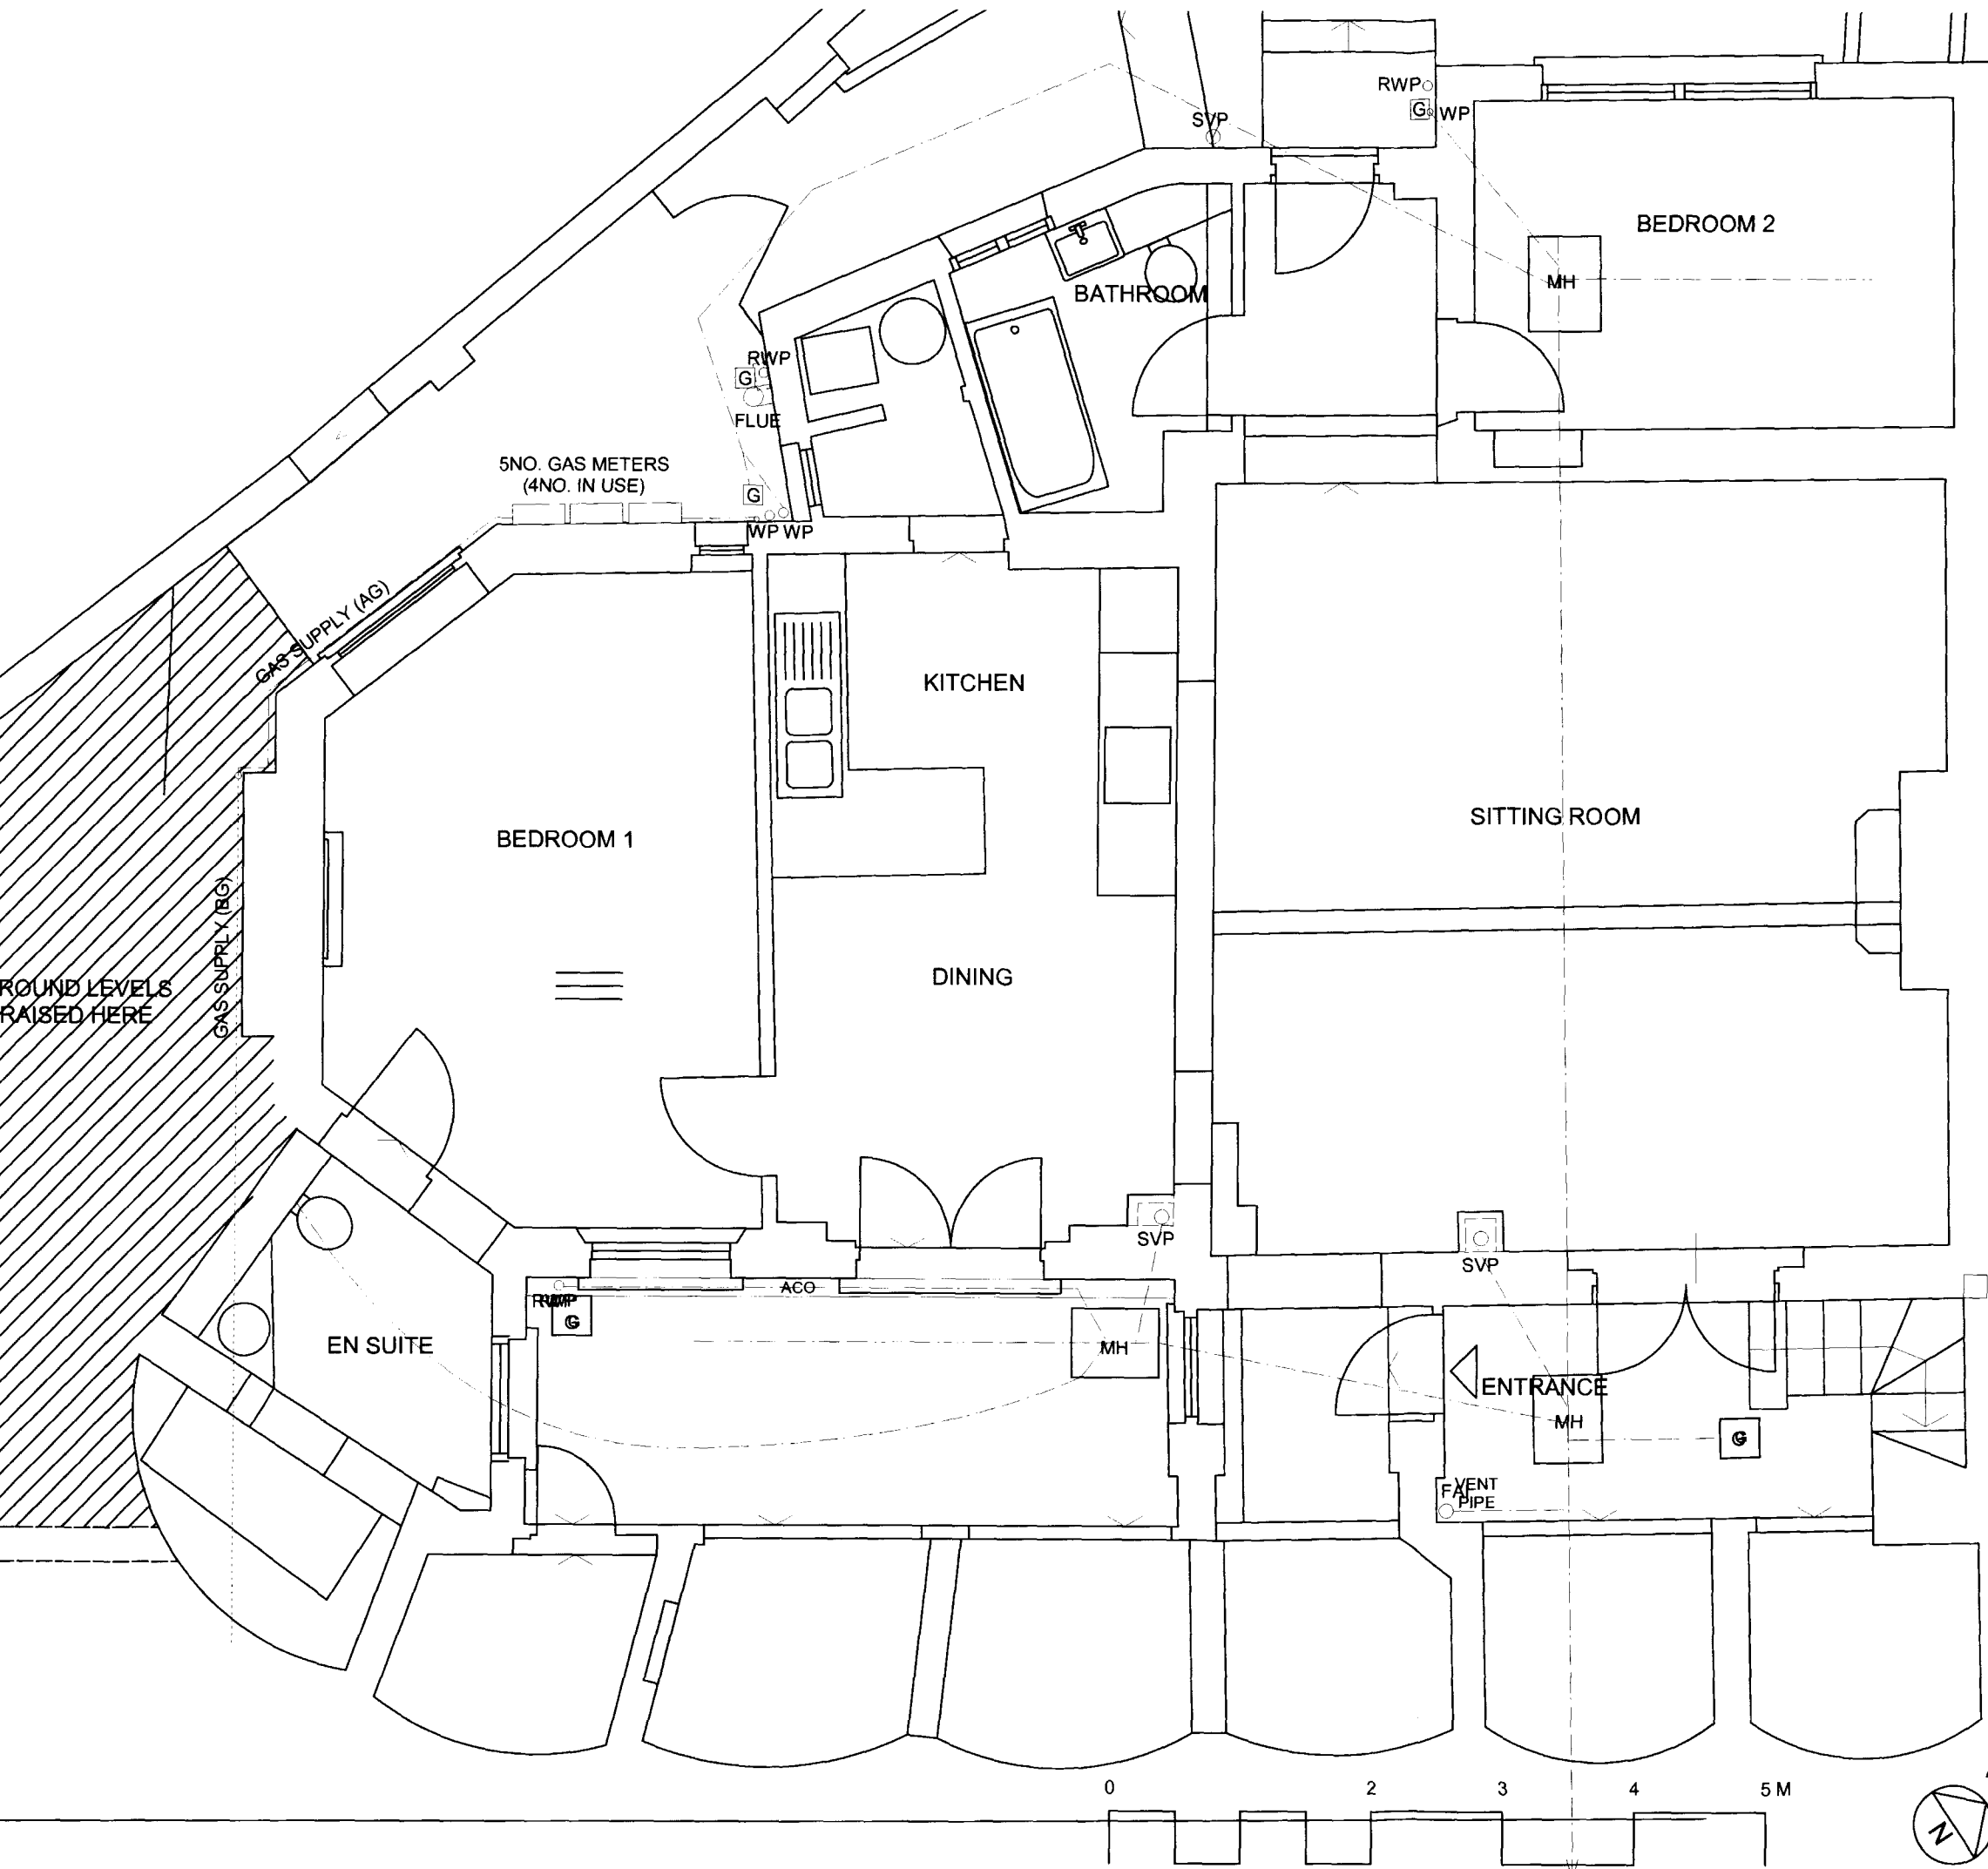 RWP
G WP
SVP
BEDROOM 2
MH
BATHROOM
RWP
G
FLUE
5NO. GAS METERS
(4NO. IN USE)
G
WP WP
GAS SUPPLY (AG)
KITCHEN
SITTING ROOM
BEDROOM 1
GAS SUPPLY (BG)
DINING
ROUND LEVELS
RAISED HERE
SVP
SVP
ACO
G
EN SUITE
MH
ENTRANCE
MH
G
FAI
VENT
PIPE
0 2 3 4 5 M
N